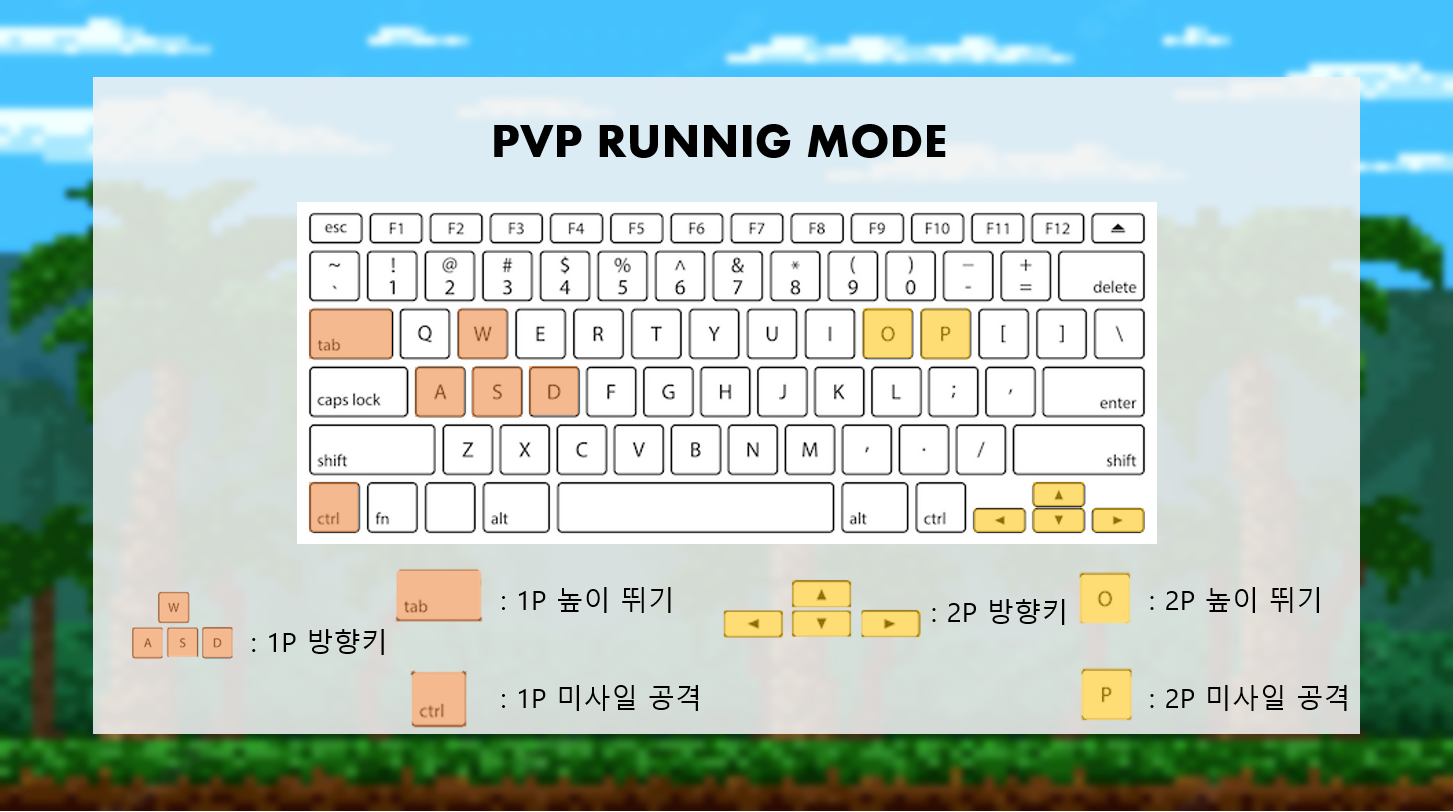 PVP RUNNIG MODE
esc F1 F2 F3 F4 F5 F6 F7 F8 F9 F10 F11 F12 ▲
~ ! @ # $ % ^ & * ( ) — +
` 1 2 3 4 5 6 7 8 9 0 - = delete
tab Q W E R T Y U I O P [ ] \
caps lock A S D F G H J K L ; ' enter
shift Z X C V B N M , . / shift
ctrl fn alt alt ctrl ◄ ▲ ▼ ►
W
A S D : 1P 방향키
tab : 1P 높이 뛰기
ctrl : 1P 미사일 공격
▲
◄ ▼ ► : 2P 방향키
O : 2P 높이 뛰기
P : 2P 미사일 공격